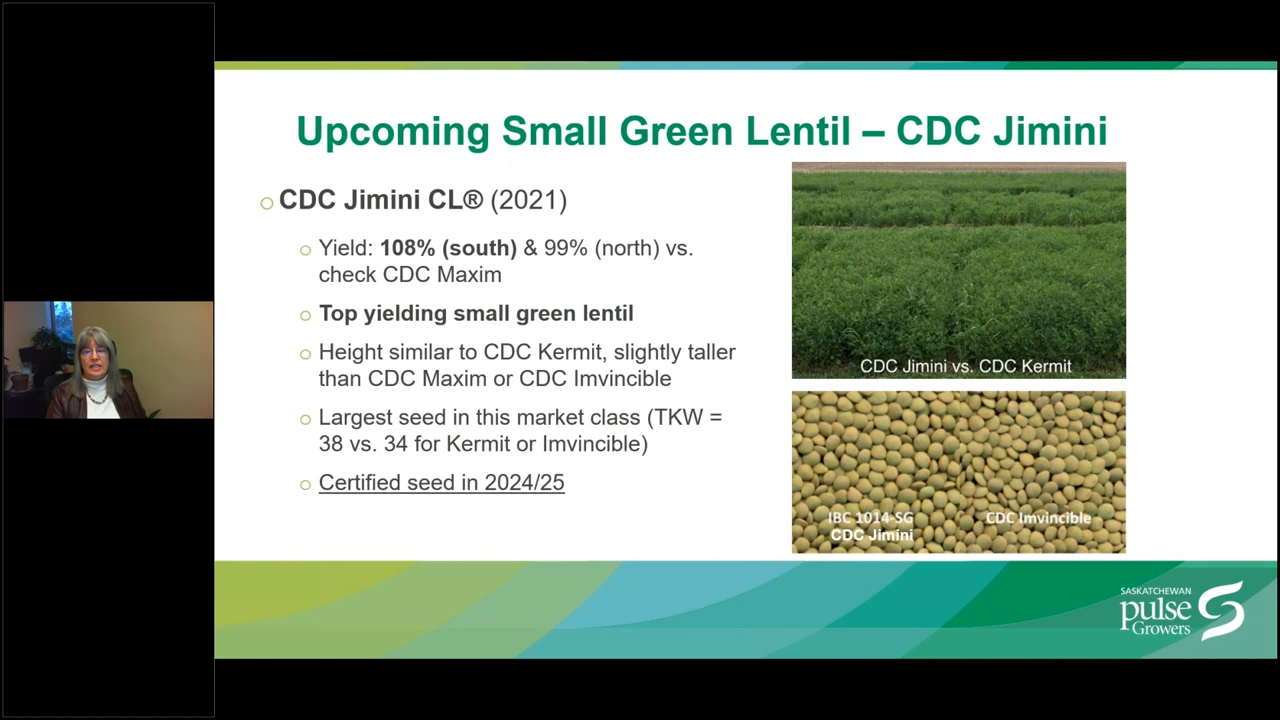 Upcoming Small Green Lentil – CDC Jimini
CDC Jimini CL® (2021)
Yield: 108% (south) & 99% (north) vs.
check CDC Maxim
Top yielding small green lentil
Height similar to CDC Kermit, slightly taller
than CDC Maxim or CDC Imvincible
Largest seed in this market class (TKW =
38 vs. 34 for Kermit or Imvincible)
Certified seed in 2024/25
CDC Jimini vs. CDC Kermit
IBC 1014-SG
CDC Jimini
CDC Imvincible
SASKATCHEWAN
pulse
Growers